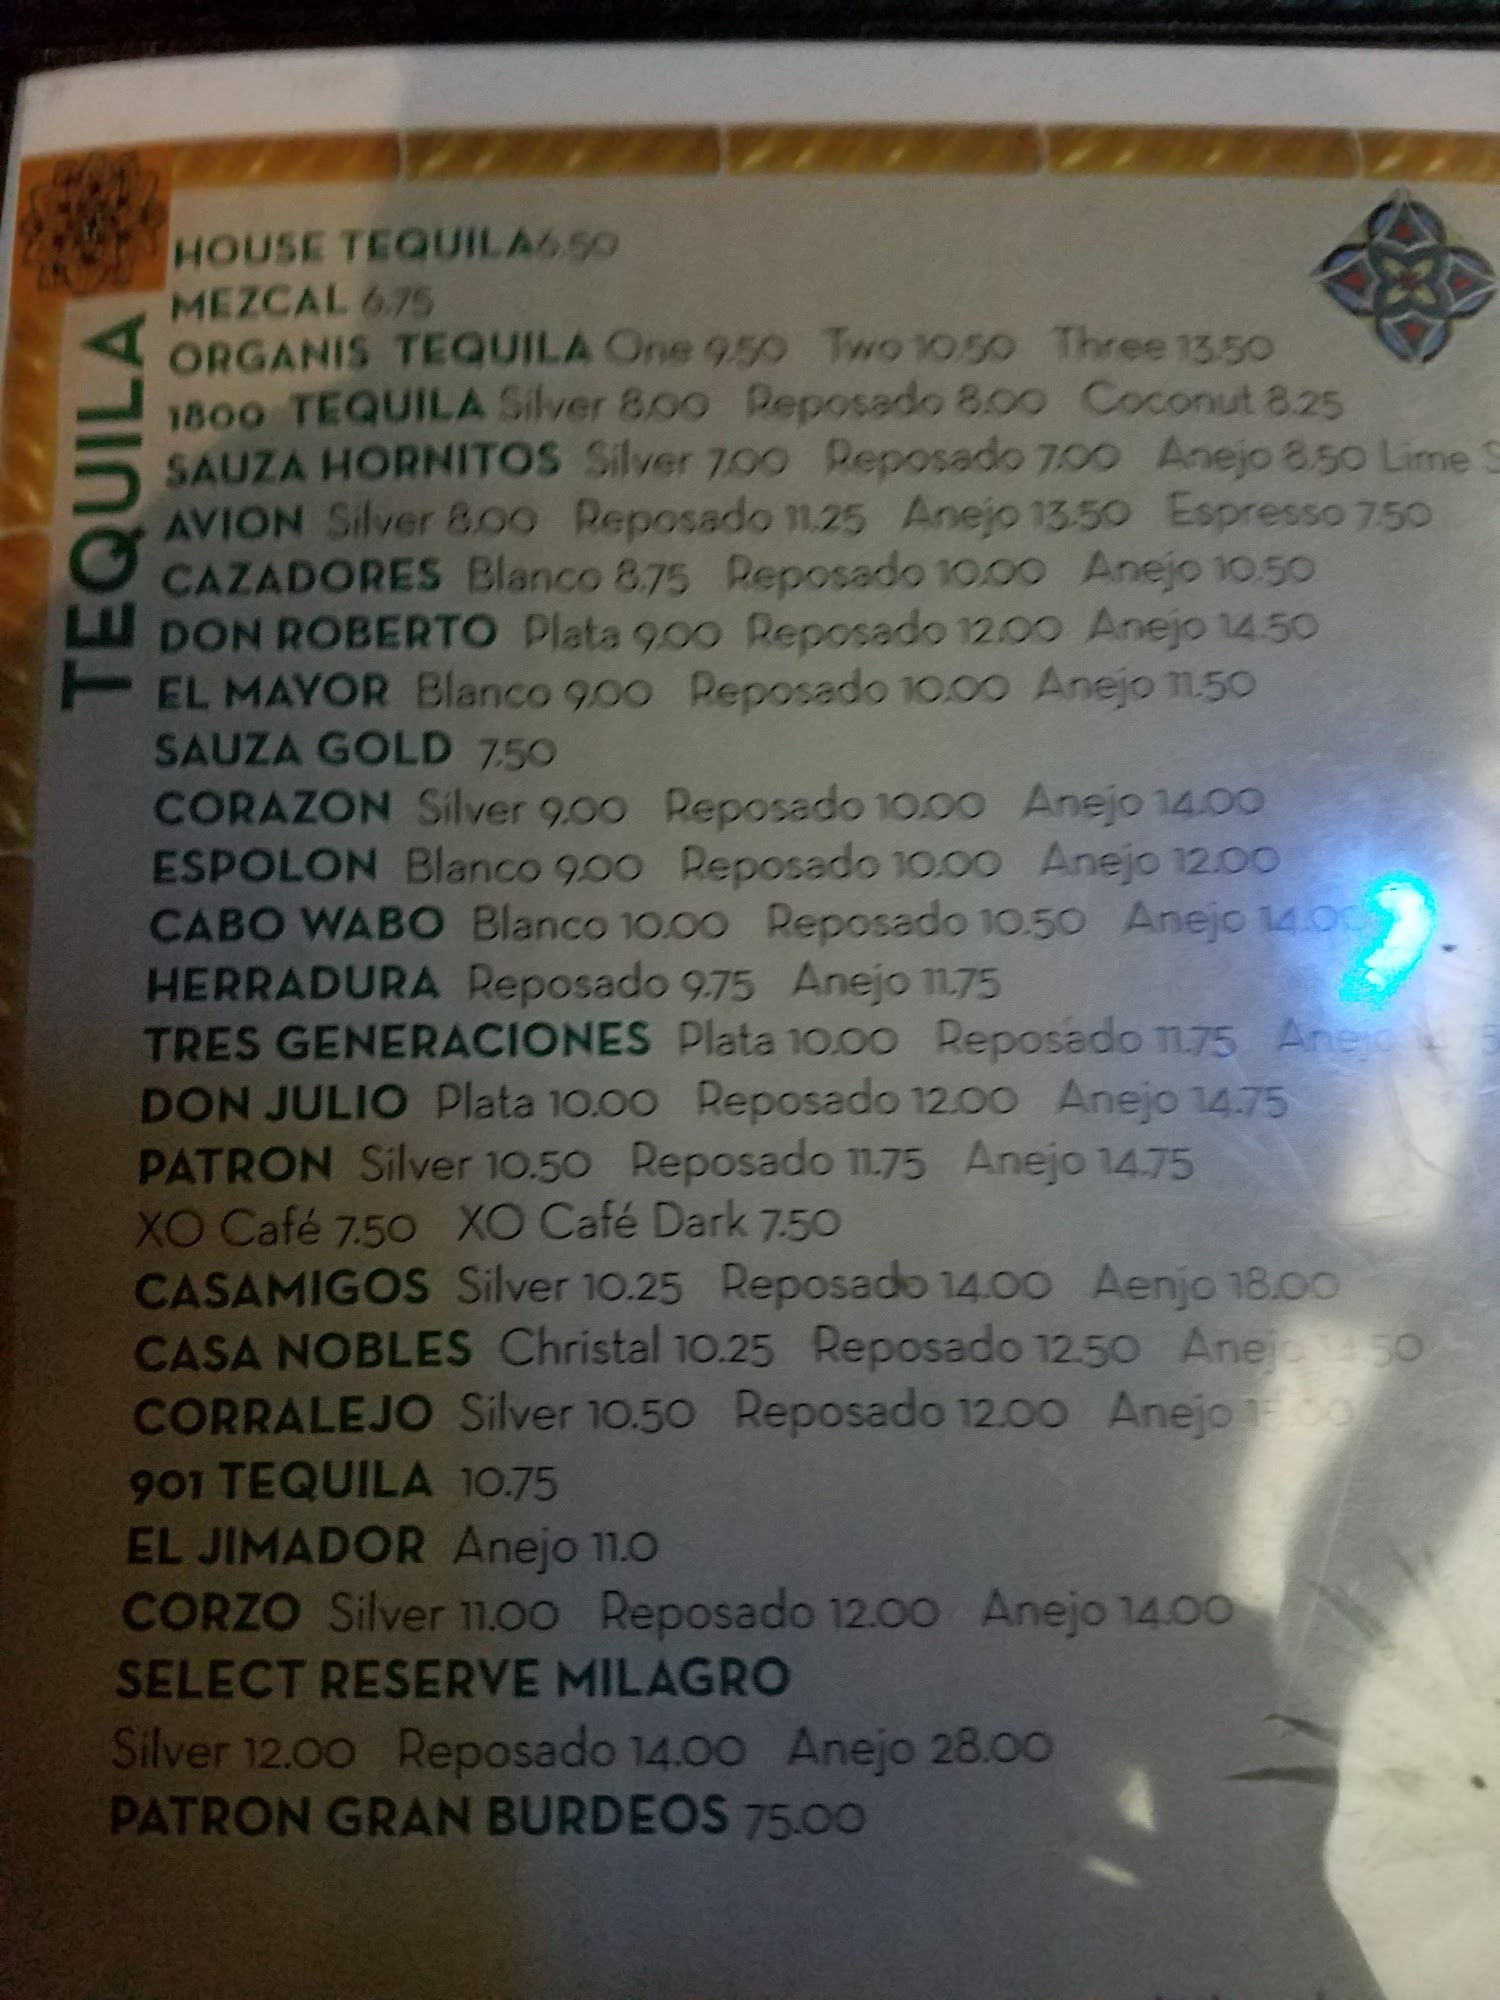 TEQUILA
HOUSE TEQUILA 6.50
MEZCAL 6.75
ORGANIS TEQUILA One 9.50 Two 10.50 Three 13.50
1800 TEQUILA Silver 8.00 Reposado 8.00 Coconut 8.25
SAUZA HORNITOS Silver 7.00 Reposado 7.00 Anejo 8.50 Lime
AVION Silver 8.00 Reposado 11.25 Anejo 13.50 Espresso 7.50
CAZADORES Blanco 8.75 Reposado 10.00 Anejo 10.50
DON ROBERTO Plata 9.00 Reposado 12.00 Anejo 14.50
EL MAYOR Blanco 9.00 Reposado 10.00 Anejo 11.50
SAUZA GOLD 7.50
CORAZON Silver 9.00 Reposado 10.00 Anejo 14.00
ESPOLON Blanco 9.00 Reposado 10.00 Anejo 12.00
CABO WABO Blanco 10.00 Reposado 10.50 Anejo 14.00
HERRADURA Reposado 9.75 Anejo 11.75
TRES GENERACIONES Plata 10.00 Reposado 11.75 Anejo
DON JULIO Plata 10.00 Reposado 12.00 Anejo 14.75
PATRON Silver 10.50 Reposado 11.75 Anejo 14.75
XO Café 7.50 XO Café Dark 7.50
CASAMIGOS Silver 10.25 Reposado 14.00 Aenjo 18.00
CASA NOBLES Christal 10.25 Reposado 12.50 Anejo
CORRALEJO Silver 10.50 Reposado 12.00 Anejo
901 TEQUILA 10.75
EL JIMADOR Anejo 11.0
CORZO Silver 11.00 Reposado 12.00 Anejo 14.00
SELECT RESERVE MILAGRO
Silver 12.00 Reposado 14.00 Anejo 28.00
PATRON GRAN BURDEOS 75.00